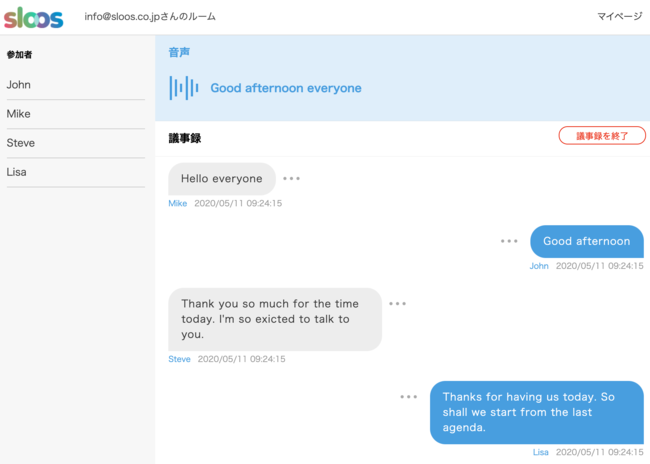 sloos
info@sloos.co.jpさんのルーム
マイページ
参加者
John
Mike
Steve
Lisa
音声
Good afternoon everyone
議事録
議事録を終了
Hello everyone
Mike 2020/05/11 09:24:15
Good afternoon
John 2020/05/11 09:24:15
Thank you so much for the time
today. I'm so exicted to talk to
you.
Steve 2020/05/11 09:24:15
Thanks for having us today. So
shall we start from the last
agenda.
Lisa 2020/05/11 09:24:15